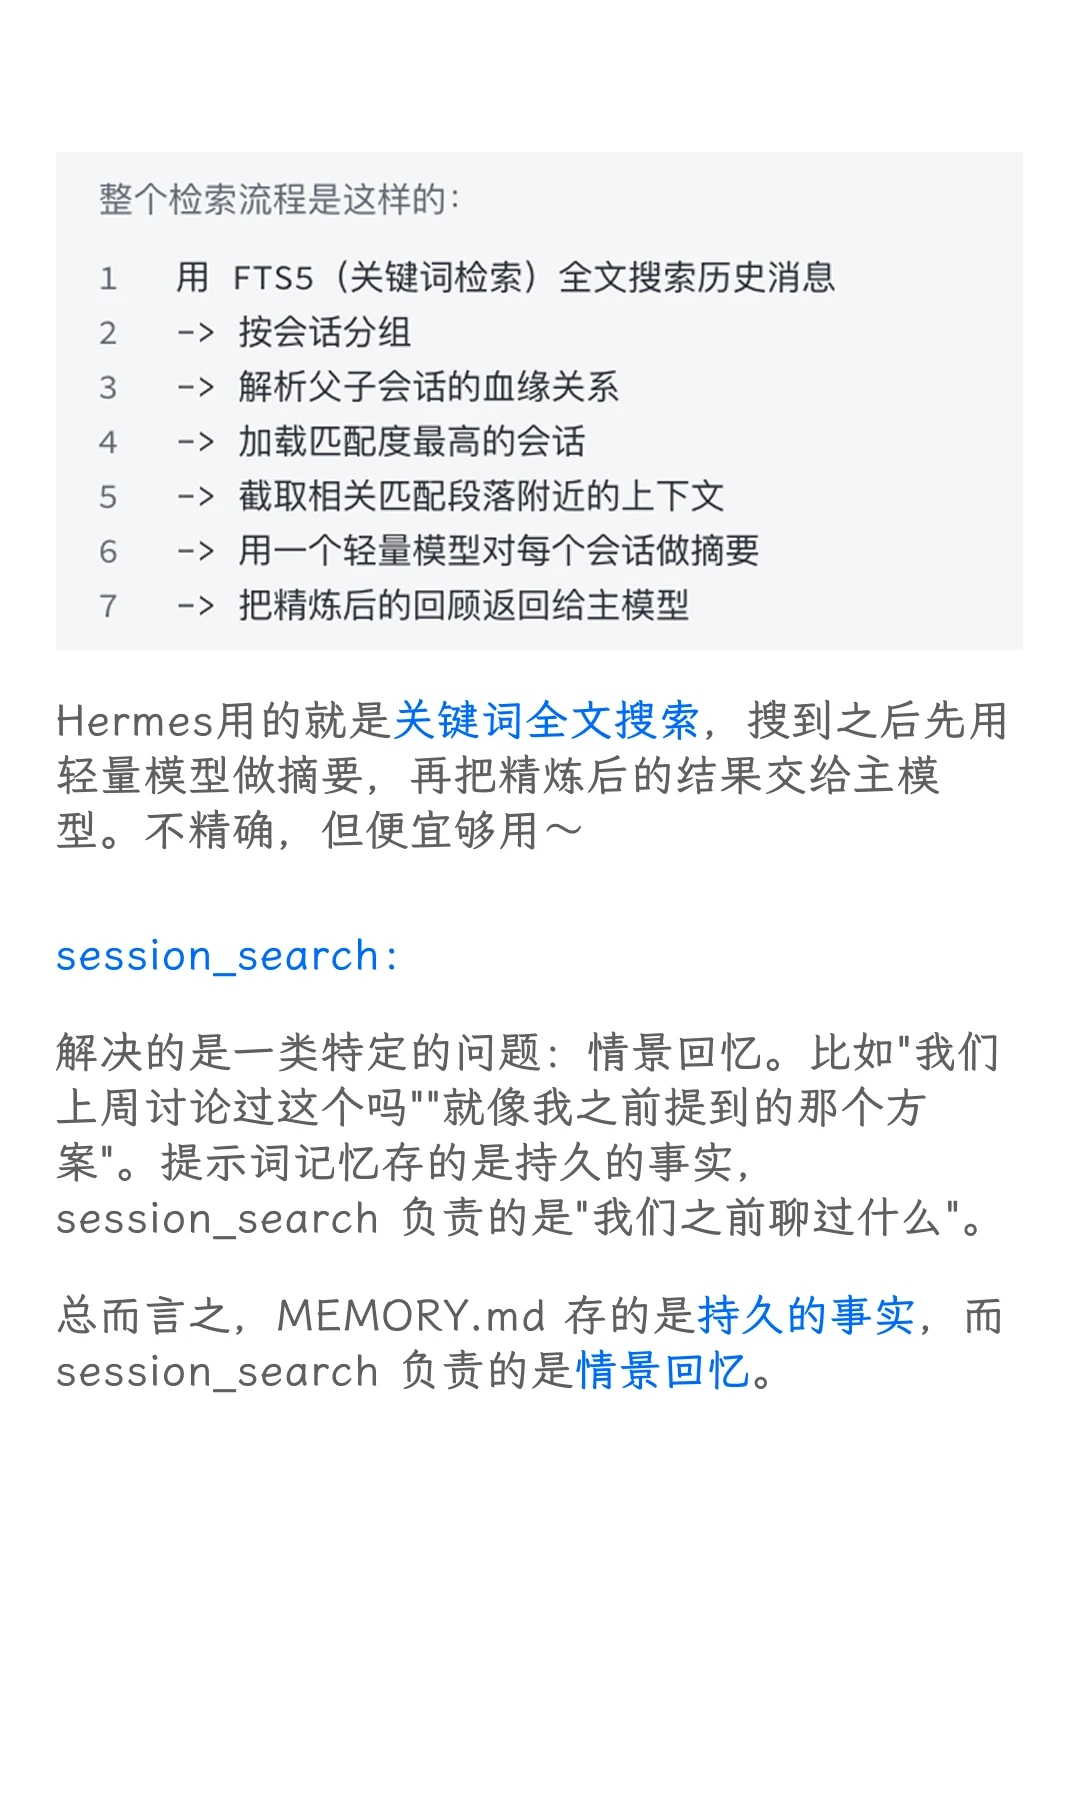 整个检索流程是这样的：
1 用 FTS5（关键词检索）全文搜索历史消息
2 -> 按会话分组
3 -> 解析父子会话的血缘关系
4 -> 加载匹配度最高的会话
5 -> 截取相关匹配段落附近的上下文
6 -> 用一个轻量模型对每个会话做摘要
7 -> 把精炼后的回顾返回给主模型
Hermes用的就是关键词全文搜索，搜到之后先用
轻量模型做摘要，再把精炼后的结果交给主模
型。不精确，但便宜够用～
session_search：
解决的是一类特定的问题：情景回忆。比如"我们
上周讨论过这个吗""就像我之前提到的那个方
案"。提示词记忆存的是持久的事实，
session_search 负责的是"我们之前聊过什么"。
总而言之，MEMORY.md 存的是持久的事实，而
session_search 负责的是情景回忆。